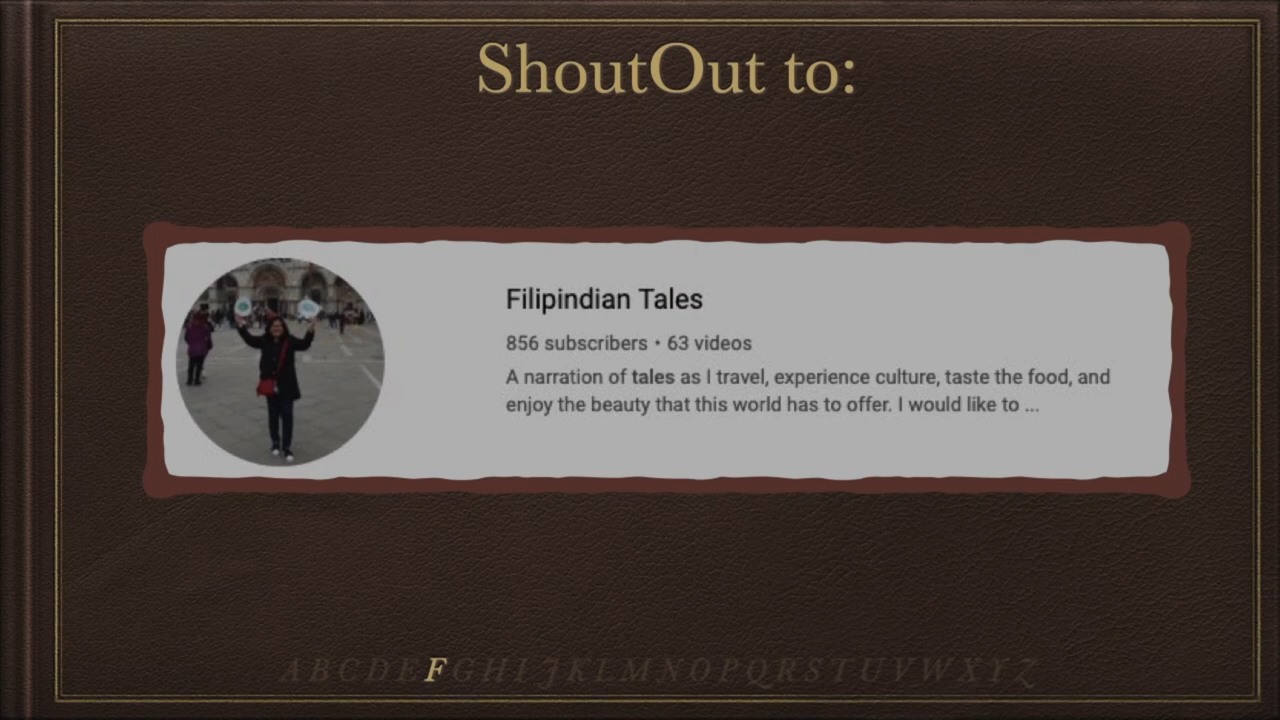 ShoutOut to:
Filipindian Tales
856 subscribers • 63 videos
A narration of tales as I travel, experience culture, taste the food, and
enjoy the beauty that this world has to offer. I would like to ...
A B C D E F G H I J K L M N O P Q R S T U V W X Y Z